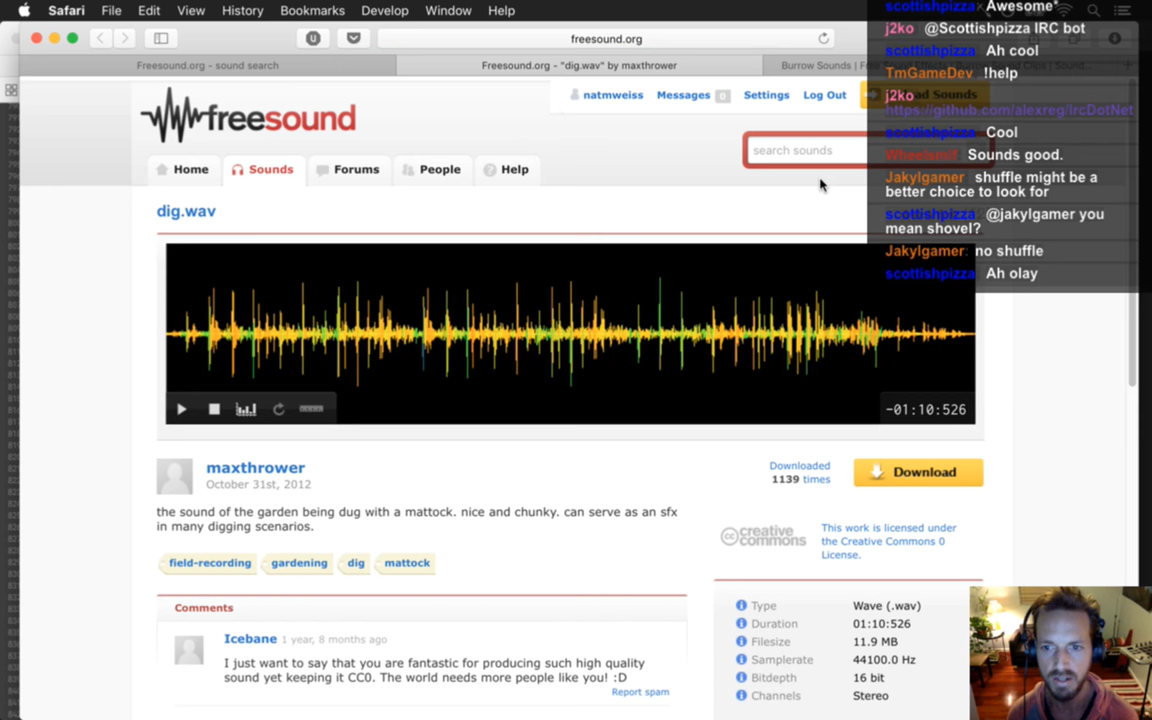 Safari File Edit View History Bookmarks Develop Window Help
freesound.org
Freesound.org - sound search
Freesound.org - "dig.wav" by maxthrower
Burrow Sounds | Free
freesound
natmweiss Messages 0 Settings Log Out
search sounds
Home Sounds Forums People Help
dig.wav
-01:10:526
maxthrower
October 31st, 2012
Downloaded
1139 times
Download
the sound of the garden being dug with a mattock. nice and chunky. can serve as an sfx
in many digging scenarios.
creative
commons
This work is licensed under
the Creative Commons 0
License.
field-recording gardening dig mattock
Comments
Icebane 1 year, 8 months ago
I just want to say that you are fantastic for producing such high quality
sound yet keeping it CC0. The world needs more people like you! :D
Report spam
Type Wave (.wav)
Duration 01:10:526
Filesize 11.9 MB
Samplerate 44100.0 Hz
Bitdepth 16 bit
Channels Stereo
scottishpizza: Awesome*
j2ko @Scottishpizza IRC bot
scottishpizza: Ah cool
TmGameDev !help
j2ko
https://github.com/alexreg/IrcDotNet
scottishpizza: Cool
Sounds good.
Jakylgamer: shuffle might be a
better choice to look for
scottishpizza: @jakylgamer you
mean shovel?
Jakylgamer: no shuffle
scottishpizza: Ah olay